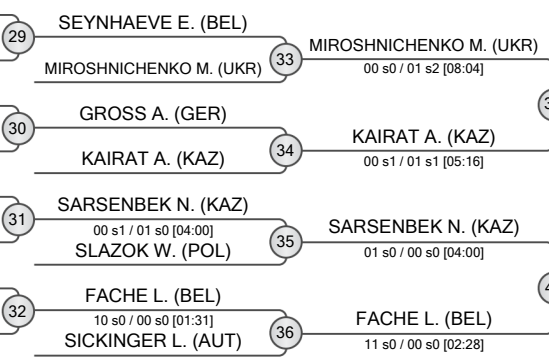 SEYNHAEVE E. (BEL)
29
MIROSHNICHENKO M. (UKR)
33
MIROSHNICHENKO M. (UKR)
00 s0 / 01 s2 [08:04]
GROSS A. (GER)
30
KAIRAT A. (KAZ)
34
KAIRAT A. (KAZ)
00 s1 / 01 s1 [05:16]
SARSENBEK N. (KAZ)
31
00 s1 / 01 s0 [04:00]
SLAZOK W. (POL)
35
SARSENBEK N. (KAZ)
01 s0 / 00 s0 [04:00]
FACHE L. (BEL)
32
10 s0 / 00 s0 [01:31]
SICKINGER L. (AUT)
36
FACHE L. (BEL)
11 s0 / 00 s0 [02:28]